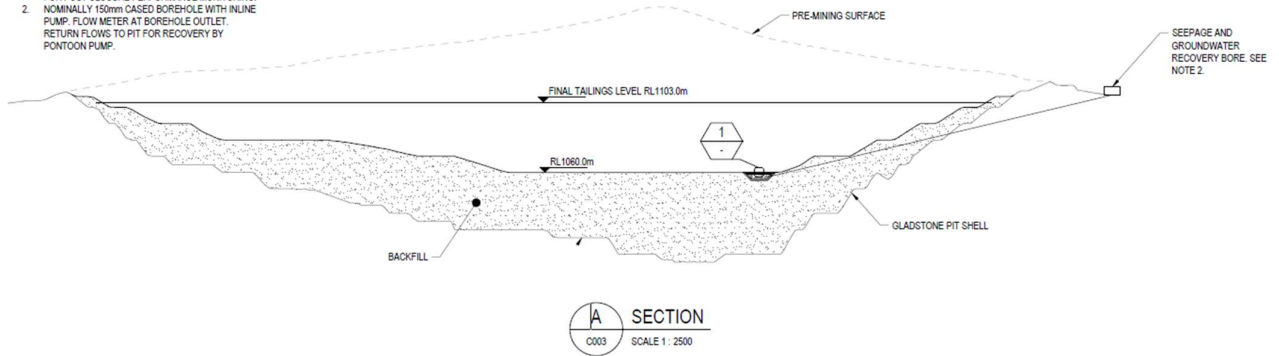 2. NOMINALLY 150mm CASED BOREHOLE WITH INLINE
PUMP. FLOW METER AT BOREHOLE OUTLET.
RETURN FLOWS TO PIT FOR RECOVERY BY
PONTOON PUMP.
PRE-MINING SURFACE
SEEPAGE AND
GROUNDWATER
RECOVERY BORE. SEE
NOTE 2.
FINAL TAILINGS LEVEL RL1103.0m
1
-
RL1060.0m
GLADSTONE PIT SHELL
BACKFILL
A
C003
SECTION
SCALE 1 : 2500